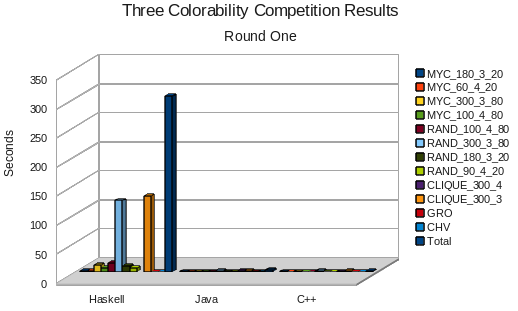 Three Colorability Competition Results
Round One
Seconds
350
300
250
200
150
100
50
0
Haskell
Java
C++
MYC_180_3_20
MYC_60_4_20
MYC_300_3_80
MYC_100_4_80
RAND_100_4_80
RAND_300_3_80
RAND_180_3_20
RAND_90_4_20
CLIQUE_300_4
CLIQUE_300_3
GRO
CHV
Total